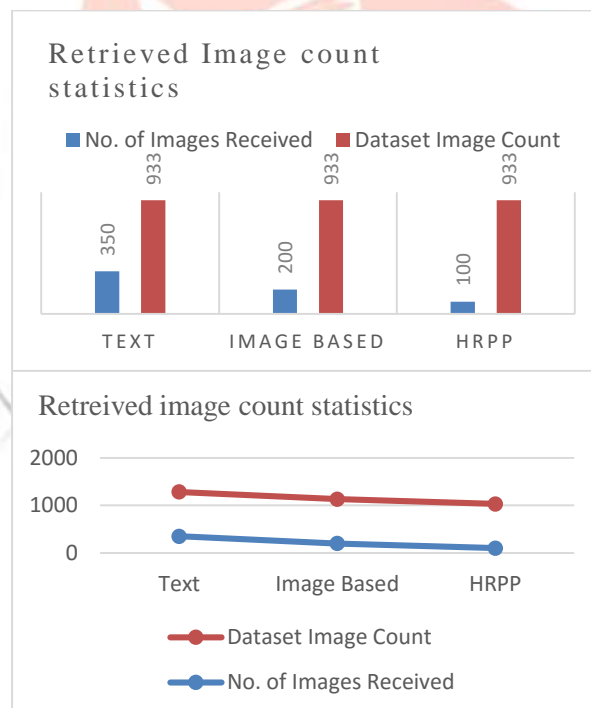 Retrieved Image count
statistics
No. of Images Received Dataset Image Count
350 933 200 933 100 933
TEXT IMAGE BASED HRPP
Retreived image count statistics
2000
1000
0
Text Image Based HRPP
Dataset Image Count
No. of Images Received